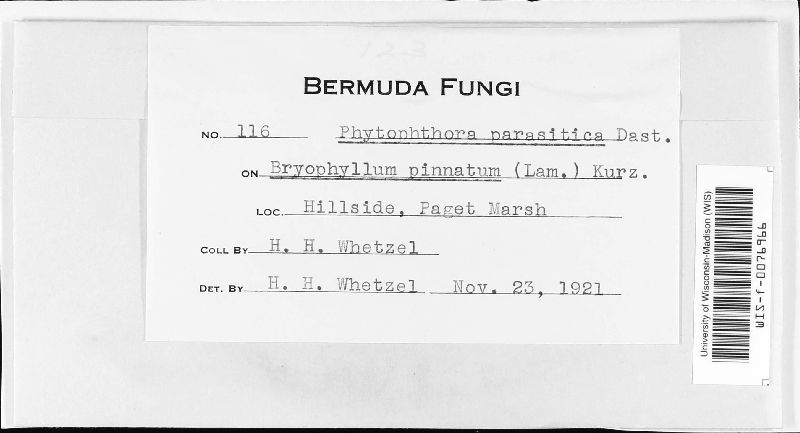 BERMUDA FUNGI
NO. 116 Phytophthora parasitica Dast.
ON Bryophyllum pinnatum (Lam.) Kurz.
LOC. Hillside, Paget Marsh
COLL BY H. H. Whetzel
DET. BY H. H. Whetzel Nov. 23, 1921
University of Wisconsin-Madison (WIS)
WIS-f-0076966